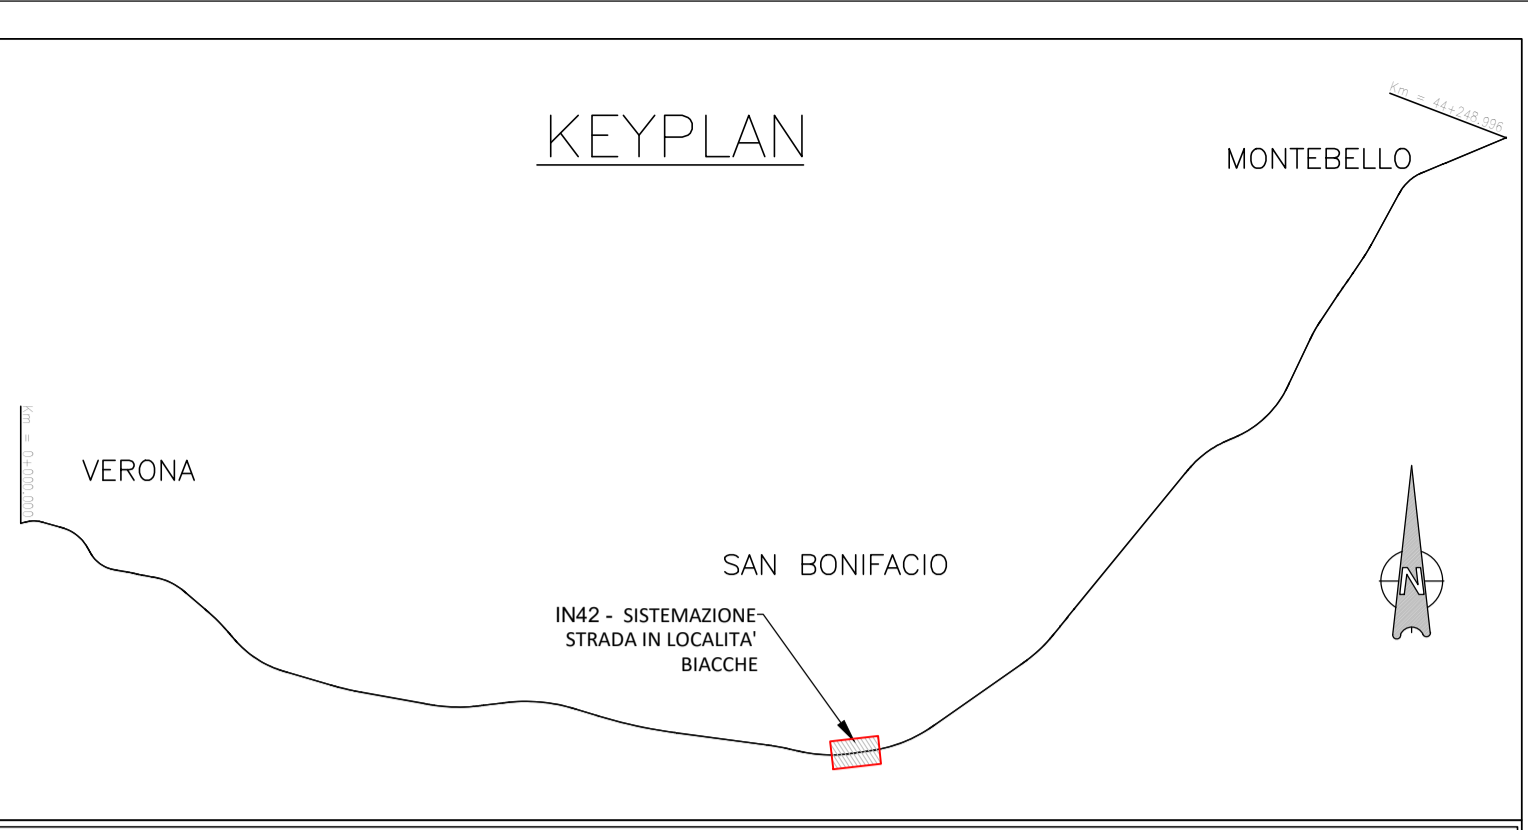 KEYPLAN
Km = 44+248.996
MONTEBELLO
Km = 0+000.000
VERONA
SAN BONIFACIO
IN42 - SISTEMAZIONE
STRADA IN LOCALITA'
BIACCHE
N